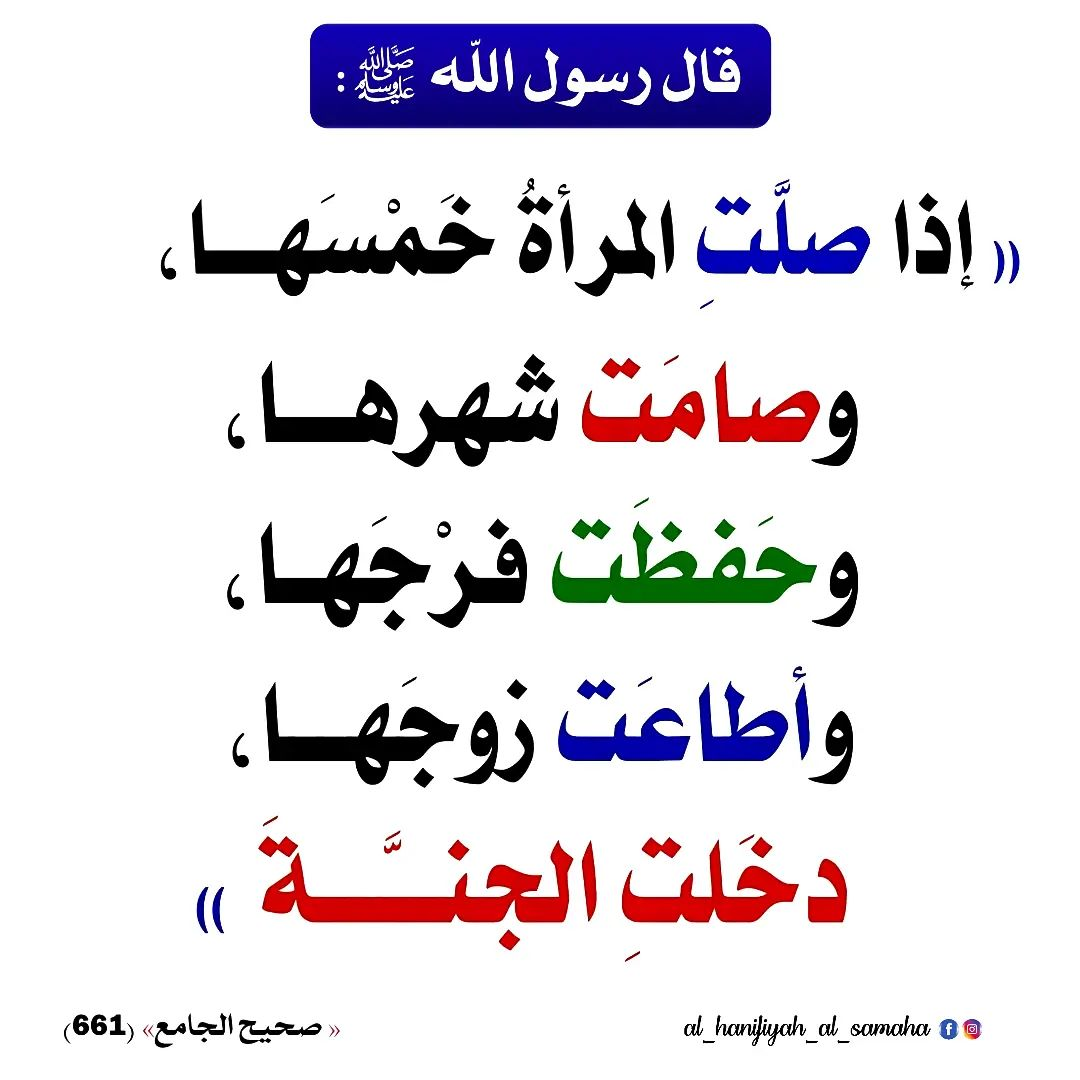 قال رسول الله ﷺ :
(( إذا صلَّتِ المرأةُ خَمْسَهـا ،
وصامَت شهرهـا ،
وحَفظَت فرْجَهـا ،
وأطاعَت زوجَهـا ،
دخَلتِ الجنَّـةَ ))
« صحيح الجامع» (661)
al_hanifiyah_al_samaha